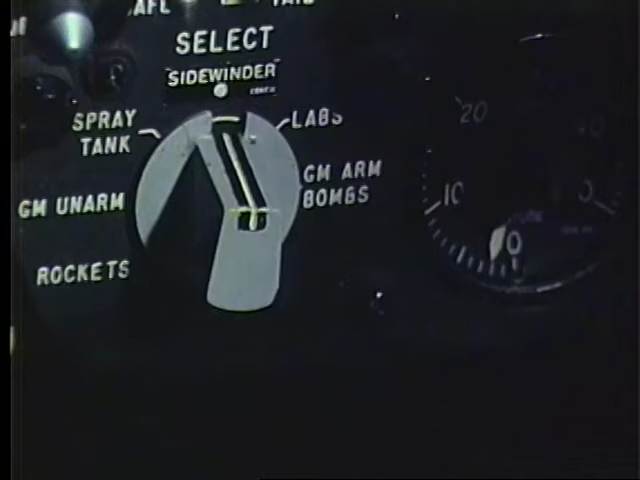 SELECT
SIDEWINDER
SPRAY
TANK
LABS
GM ARM
BOMBS
GM UNARM
ROCKETS
20
10
0